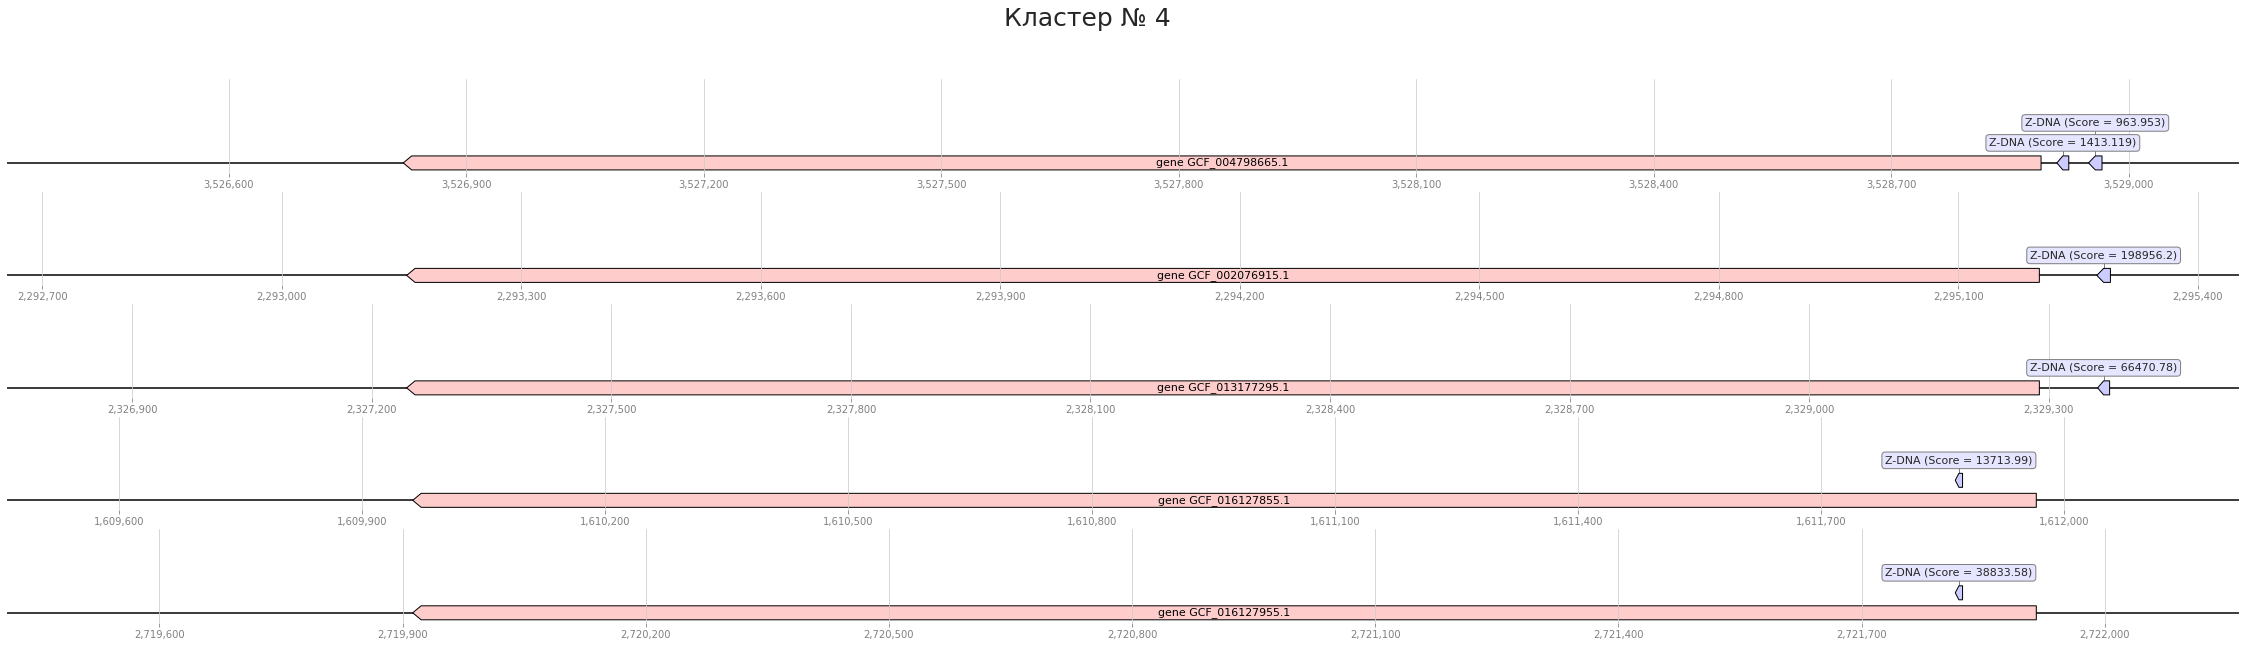 Кластер № 4
Z-DNA (Score = 963.953)
Z-DNA (Score = 1413.119)
gene GCF_004798665.1
3,526,600 3,526,900 3,527,200 3,527,500 3,527,800 3,528,100 3,528,400 3,528,700 3,529,000
Z-DNA (Score = 198956.2)
gene GCF_002076915.1
2,292,700 2,293,000 2,293,300 2,293,600 2,293,900 2,294,200 2,294,500 2,294,800 2,295,100 2,295,400
Z-DNA (Score = 66470.78)
gene GCF_013177295.1
2,326,900 2,327,200 2,327,500 2,327,800 2,328,100 2,328,400 2,328,700 2,329,000 2,329,300
Z-DNA (Score = 13713.99)
gene GCF_016127855.1
1,609,600 1,609,900 1,610,200 1,610,500 1,610,800 1,611,100 1,611,400 1,611,700 1,612,000
Z-DNA (Score = 38833.58)
gene GCF_016127955.1
2,719,600 2,719,900 2,720,200 2,720,500 2,720,800 2,721,100 2,721,400 2,721,700 2,722,000